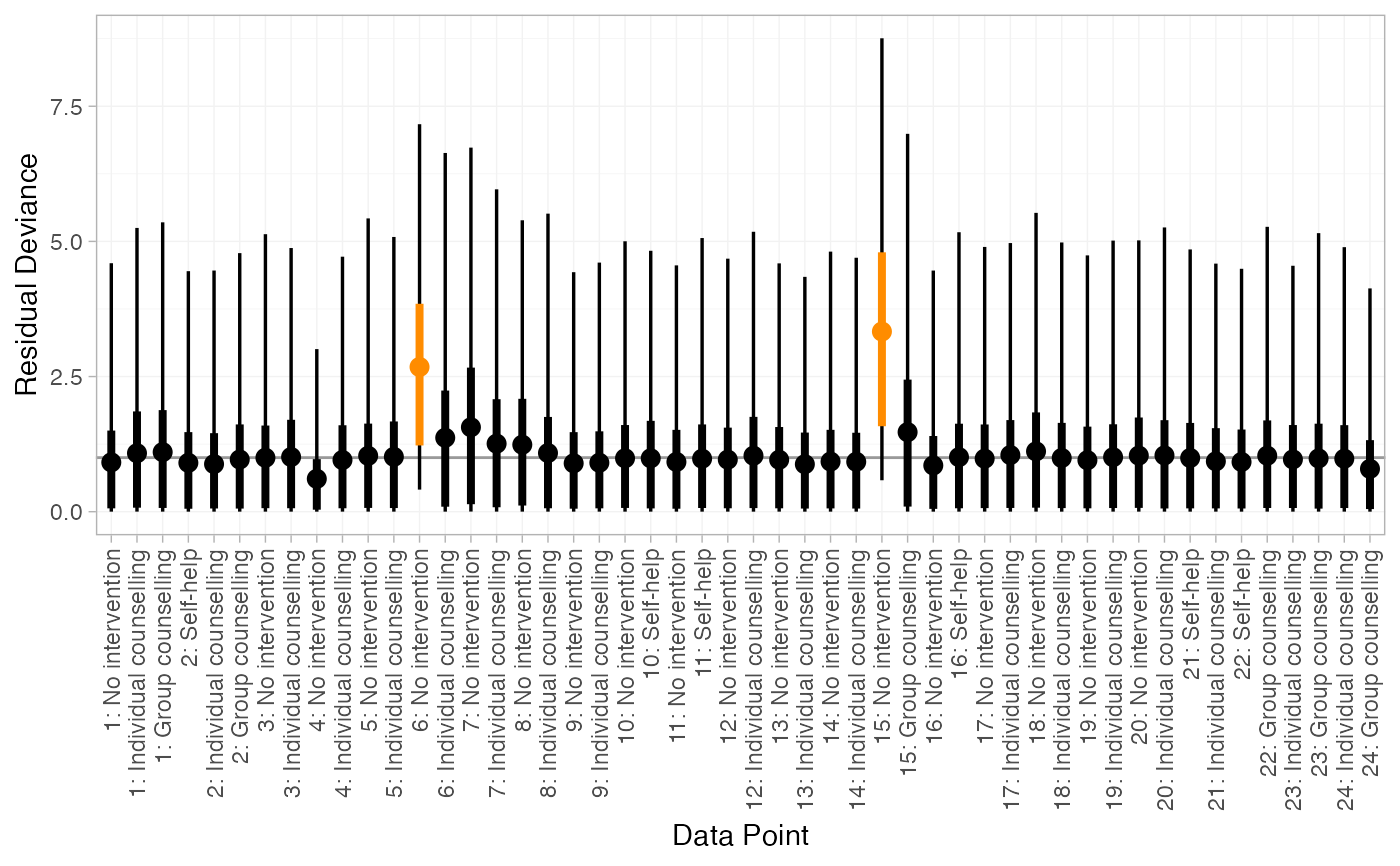 Residual Deviance
7.5
5.0
2.5
0.0
1: No intervention
1: Individual counselling
1: Group counselling
2: Self-help
2: Individual counselling
2: Group counselling
3: No intervention
3: Individual counselling
4: No intervention
4: Individual counselling
5: No intervention
5: Individual counselling
6: No intervention
6: Individual counselling
7: No intervention
7: Individual counselling
8: No intervention
8: Individual counselling
9: No intervention
9: Individual counselling
10: No intervention
10: Self-help
11: No intervention
11: Self-help
12: No intervention
12: Individual counselling
13: No intervention
13: Individual counselling
14: No intervention
14: Individual counselling
15: No intervention
15: Group counselling
16: No intervention
16: Self-help
17: No intervention
17: Individual counselling
18: No intervention
18: Individual counselling
19: No intervention
19: Individual counselling
20: No intervention
20: Individual counselling
21: Self-help
21: Individual counselling
22: Self-help
22: Group counselling
23: Individual counselling
23: Group counselling
24: Individual counselling
24: Group counselling
Data Point